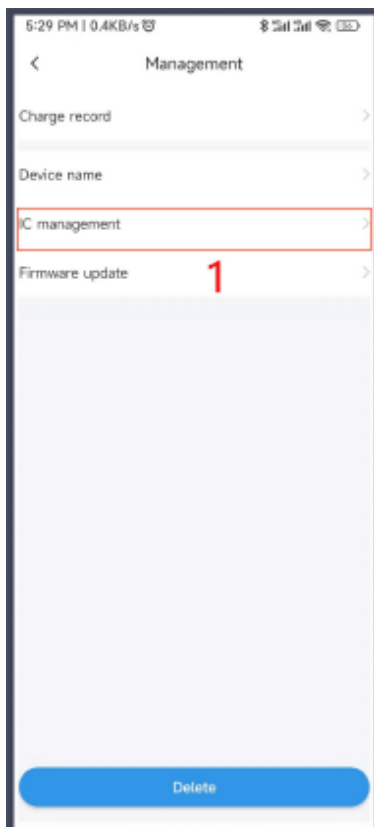 5:29 PM | 0.4KB/s
Management
Charge record
Device name
IC management
Firmware update
1
Delete